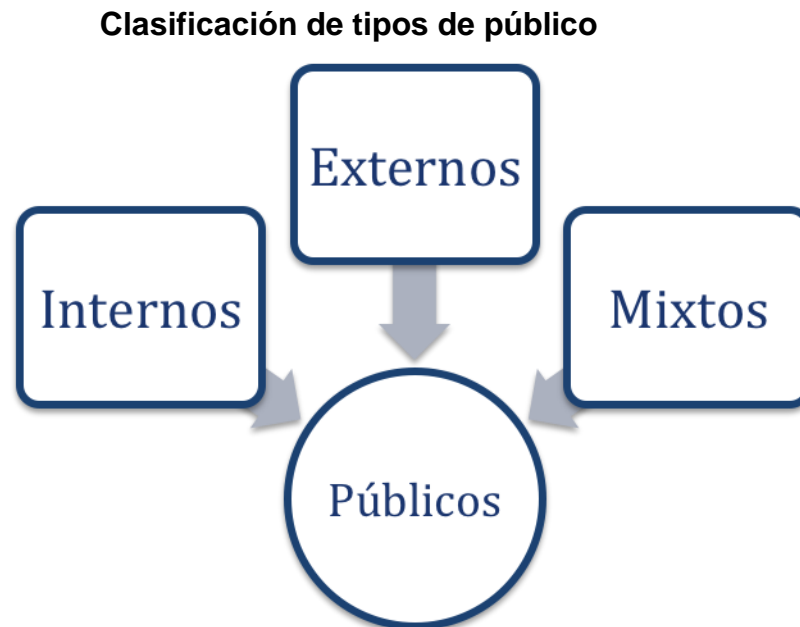 Clasificación de tipos de público
Externos
Internos
Mixtos
Públicos